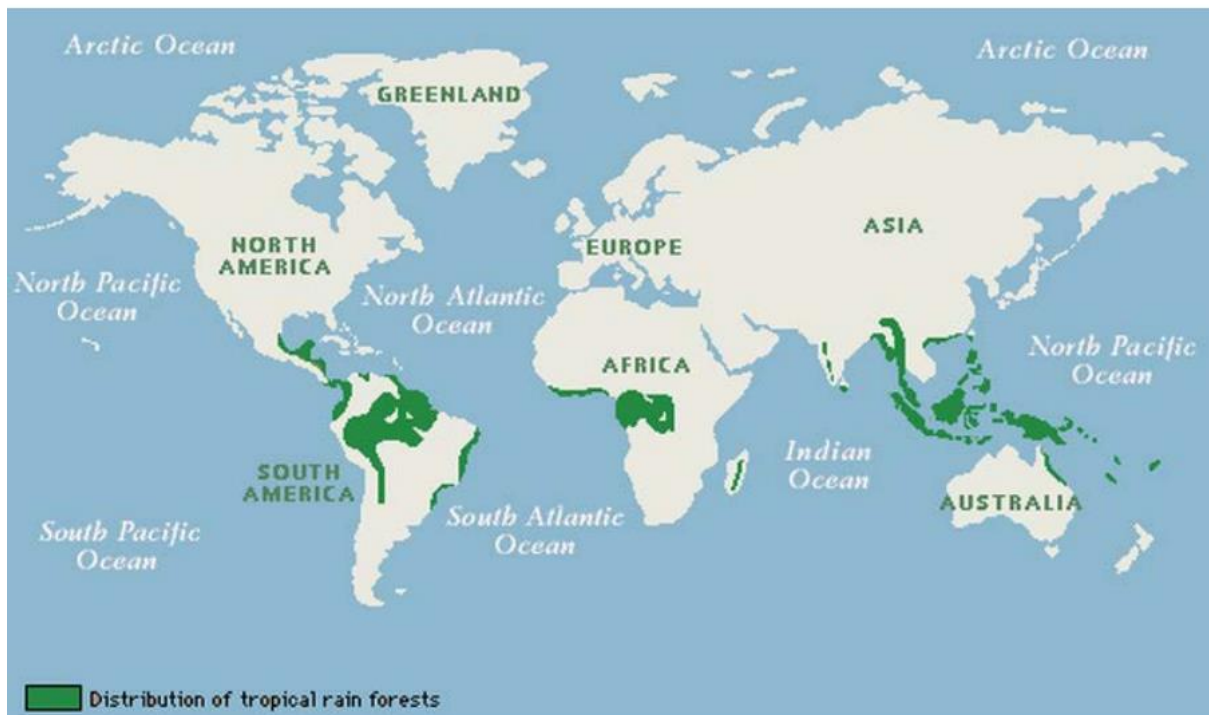 Arctic Ocean
Arctic Ocean
GREENLAND
NORTH
AMERICA
EUROPE
ASIA
North Pacific
Ocean
North Atlantic
Ocean
AFRICA
North Pacific
Ocean
SOUTH
AMERICA
Indian
Ocean
AUSTRALIA
South Pacific
Ocean
South Atlantic
Ocean
Distribution of tropical rain forests